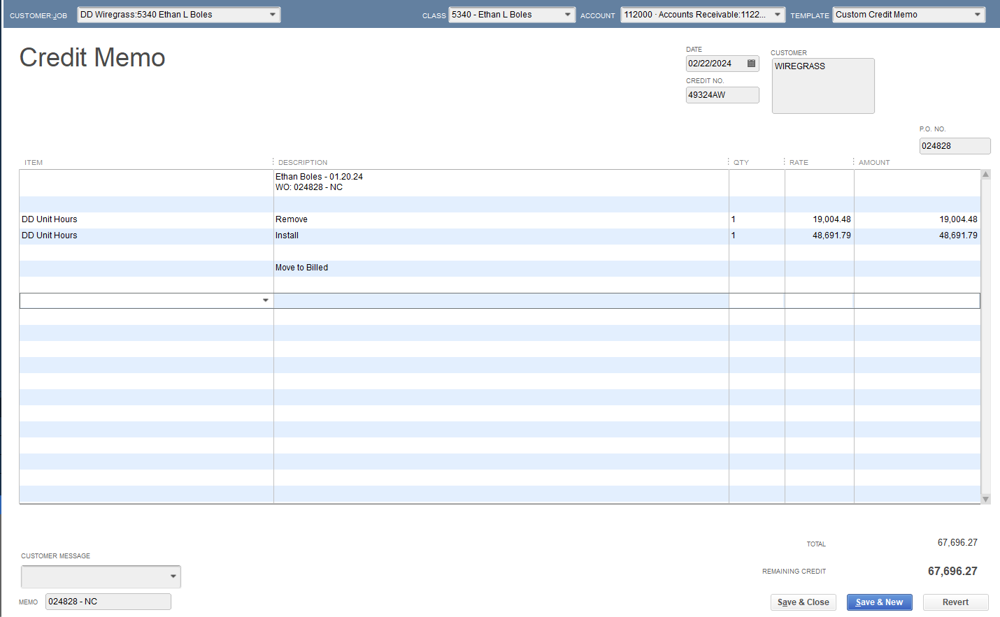 CUSTOMER:JOB DD Wiregrass:5340 Ethan L Boles CLASS 5340 - Ethan L Boles ACCOUNT 112000 · Accounts Receivable:1122... TEMPLATE Custom Credit Memo
Credit Memo
DATE
02/22/2024
CREDIT NO.
49324AW
CUSTOMER
WIREGRASS
P.O. NO.
024828
ITEM DESCRIPTION QTY RATE AMOUNT
Ethan Boles - 01.20.24
WO: 024828 - NC
DD Unit Hours Remove 1 19,004.48 19,004.48
DD Unit Hours Install 1 48,691.79 48,691.79
Move to Billed
TOTAL 67,696.27
CUSTOMER MESSAGE
REMAINING CREDIT 67,696.27
MEMO 024828 - NC
Save & Close Save & New Revert